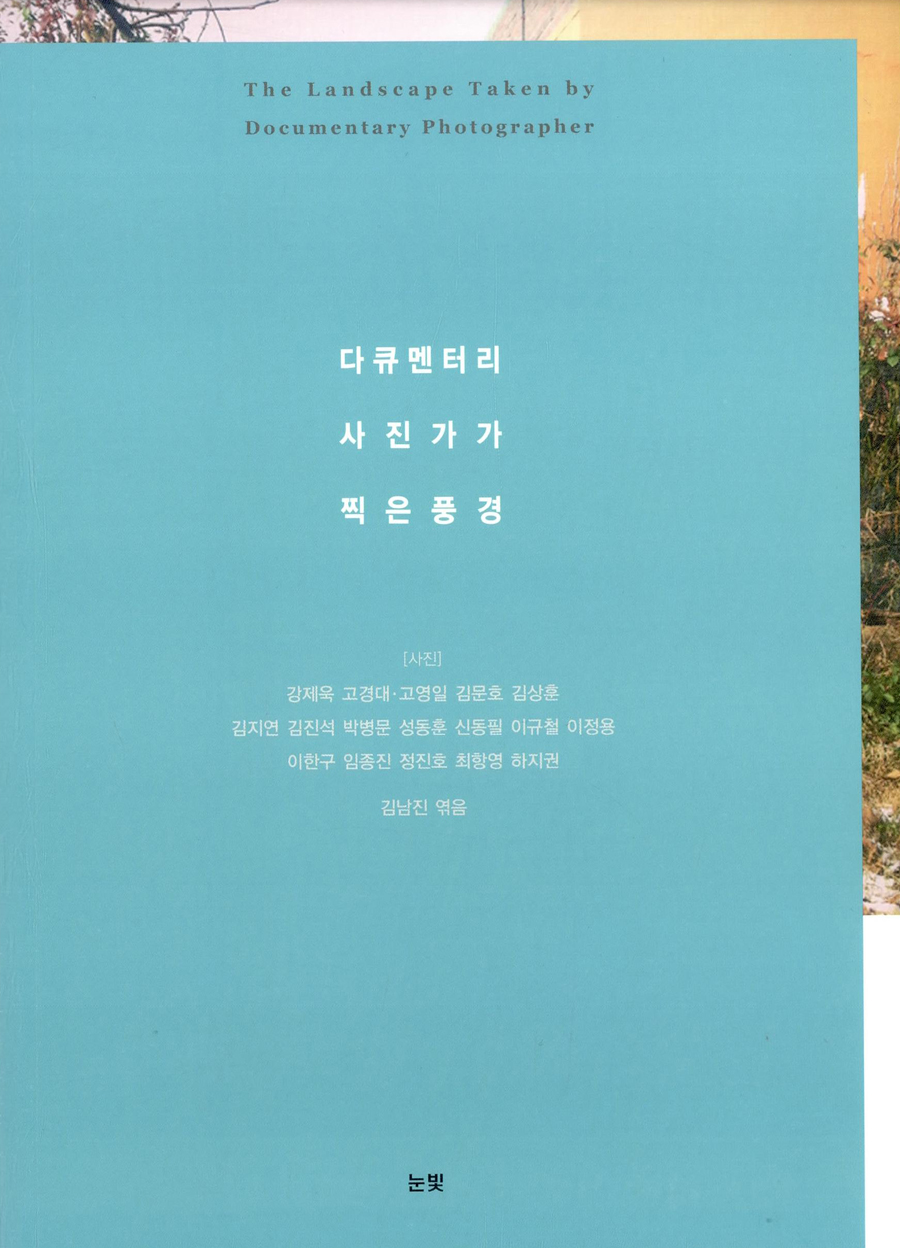 The Landscape Taken by
Documentary Photographer
다큐멘터리
사진가가
찍은풍경
[사진]
강제욱 고경대·고영일 김문호 김상훈
김지연 김진석 박병문 성동훈 신동필 이규철 이정용
이한구 임종진 정진호 최항영 하지권
김남진 엮음
눈빛